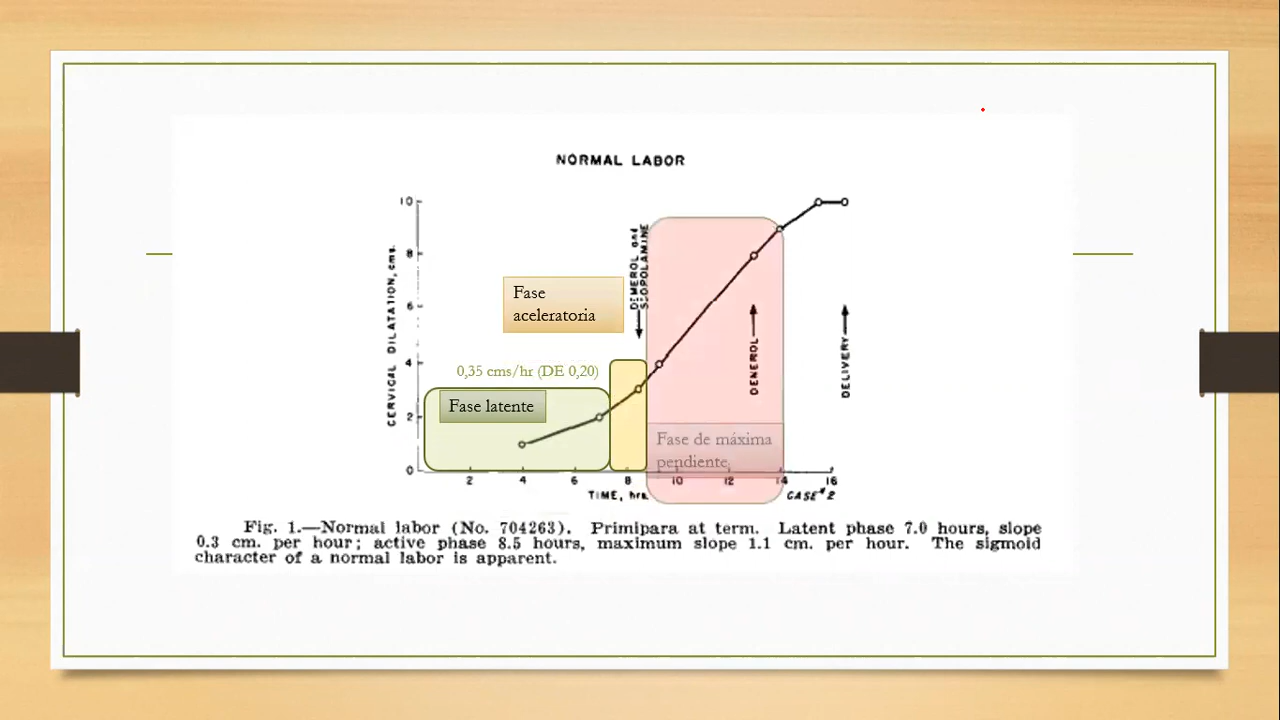 NORMAL LABOR
10
8
6
4
2
0
CERVICAL DILATATION, cms.
DEMEROL and
SCOPOLAMINE
Fase
aceleratoria
0,35 cms/hr (DE 0,20)
Fase latente
DEMEROL
DELIVERY
Fase de máxima
pendiente
2 4 6 8 10 12 14 16
TIME, hrs.
CASE #2
Fig. 1.—Normal labor (No. 704263). Primipara at term. Latent phase 7.0 hours, slope
0.3 cm. per hour; active phase 8.5 hours, maximum slope 1.1 cm. per hour. The sigmoid
character of a normal labor is apparent.